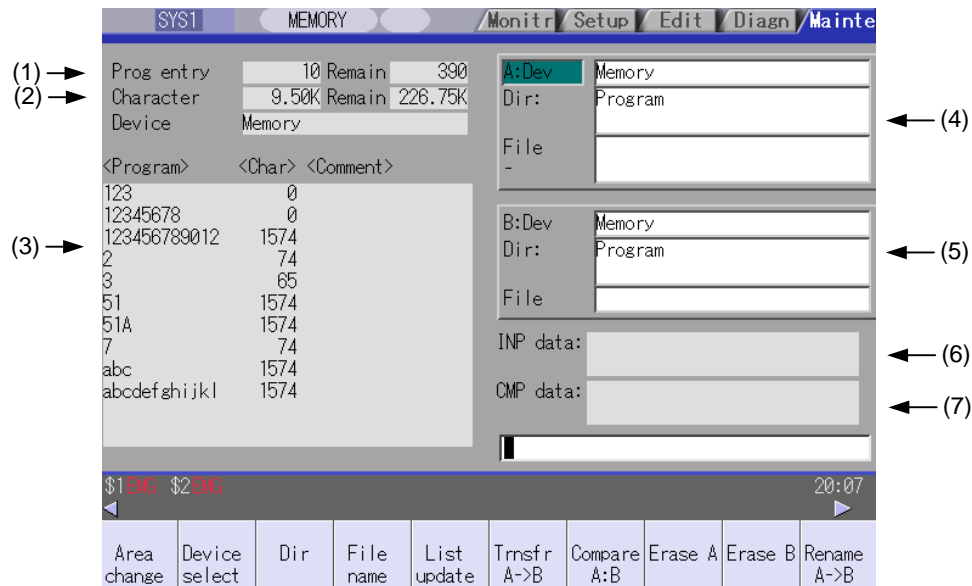 SYS1 MEMORY Monitr Setup Edit Diagn Mainte
(1) Prog entry 10 Remain 390
(2) Character 9.50K Remain 226.75K
Device Memory
<Program> <Char> <Comment>
(3)
123 0
12345678 0
123456789012 1574
2 74
3 65
51 1574
51A 1574
7 74
abc 1574
abcdefghijkl 1574
A:Dev Memory
Dir: Program
(4)
File
-
B:Dev Memory
Dir: Program
(5)
File
INP data:
(6)
CMP data:
(7)
$1 EMG $2 EMG 20:07
Area change
Device select
Dir
File name
List update
Trnsfr A->B
Compare A:B
Erase A
Erase B
Rename A->B